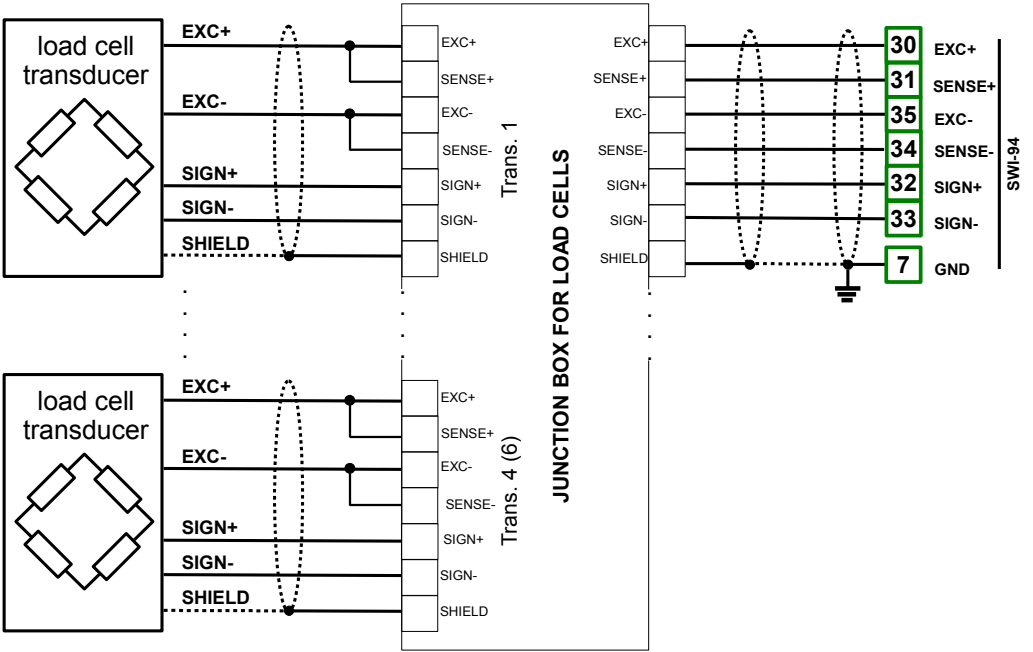 load cell
transducer
EXC+
EXC-
SIGN+
SIGN-
SHIELD
EXC+
SENSE+
EXC-
SENSE-
SIGN+
SIGN-
SHIELD
Trans. 1
JUNCTION BOX FOR LOAD CELLS
EXC+
SENSE+
EXC-
SENSE-
SIGN+
SIGN-
SHIELD
30 EXC+
31 SENSE+
35 EXC-
34 SENSE-
32 SIGN+
33 SIGN-
7 GND
SWI-94
load cell
transducer
EXC+
EXC-
SIGN+
SIGN-
SHIELD
EXC+
SENSE+
EXC-
SENSE-
SIGN+
SIGN-
SHIELD
Trans. 4 (6)